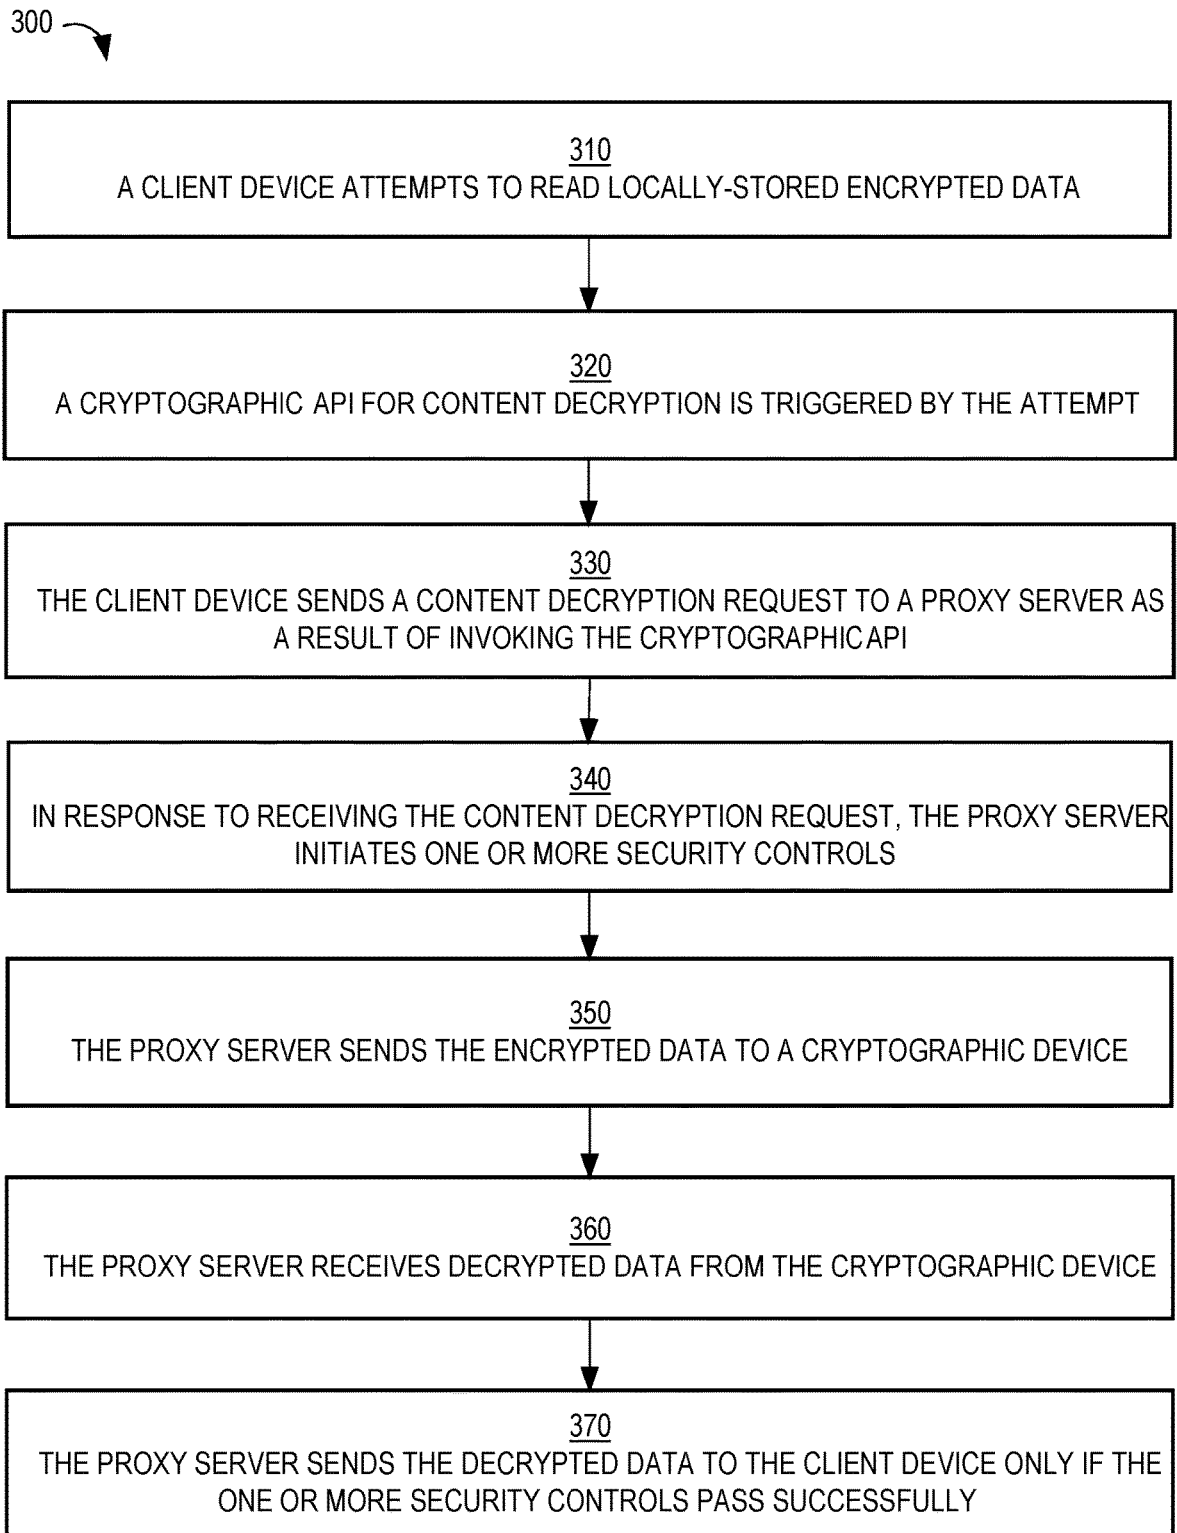 300
310
A CLIENT DEVICE ATTEMPTS TO READ LOCALLY-STORED ENCRYPTED DATA
320
A CRYPTOGRAPHIC API FOR CONTENT DECRYPTION IS TRIGGERED BY THE ATTEMPT
330
THE CLIENT DEVICE SENDS A CONTENT DECRYPTION REQUEST TO A PROXY SERVER AS
A RESULT OF INVOKING THE CRYPTOGRAPHIC API
340
IN RESPONSE TO RECEIVING THE CONTENT DECRYPTION REQUEST, THE PROXY SERVER
INITIATES ONE OR MORE SECURITY CONTROLS
350
THE PROXY SERVER SENDS THE ENCRYPTED DATA TO A CRYPTOGRAPHIC DEVICE
360
THE PROXY SERVER RECEIVES DECRYPTED DATA FROM THE CRYPTOGRAPHIC DEVICE
370
THE PROXY SERVER SENDS THE DECRYPTED DATA TO THE CLIENT DEVICE ONLY IF THE
ONE OR MORE SECURITY CONTROLS PASS SUCCESSFULLY